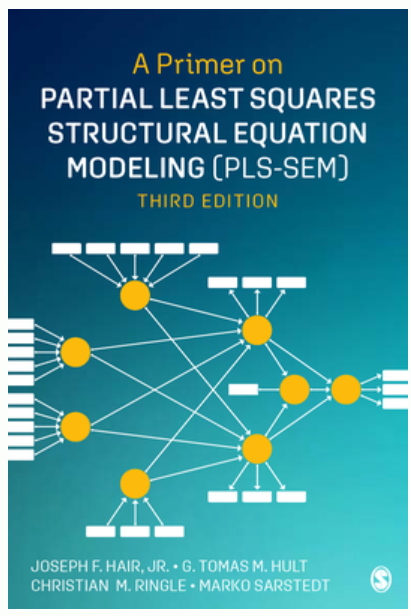 A Primer on
PARTIAL LEAST SQUARES
STRUCTURAL EQUATION
MODELING (PLS-SEM)
THIRD EDITION
JOSEPH F. HAIR, JR. • G. TOMAS M. HULT
CHRISTIAN M. RINGLE • MARKO SARSTEDT
S